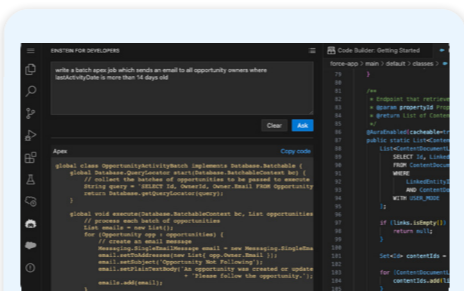 EINSTEIN FOR DEVELOPERS
write a batch apex job which sends an email to all opportunity owners where
lastActivityDate is more than 14 days old
Clear
Ask
Apex
Copy code
global class OpportunityActivityBatch implements Database.Batchable {
global Database.QueryLocator start(Database.BatchableContext bc) {
// collect the batches of opportunities to be passed to execute
String query = 'SELECT Id, OwnerId, Owner.Email FROM Opportunity
return Database.getQueryLocator(query);
}
global void execute(Database.BatchableContext bc, List opportunities
// process each batch of opportunities
List emails = new List();
for (Opportunity opp : opportunities) {
// create an email message
Messaging.SingleEmailMessage email = new Messaging.SingleEma
email.setToAddresses(new List{ opp.Owner.Email });
email.setSubject('Opportunity Not Following');
email.setPlainTextBody('An opportunity was created or update
+ 'Please follow the opportunity.');
emails.add(email);
}
Code Builder: Getting Started
force-app > main > default > classes >
79 }
80
81 /**
82 * Endpoint that retrieve
83 * @param propertyId Prop
84 * @return List of Conten
85 */
86 @AuraEnabled(cacheable=tr
87 public static List<Conten
88 List<ContentDocumentL
89 SELECT Id, Linked
90 FROM ContentDocum
91 WHERE
92 LinkedEntityI
93 AND ContentDo
94 WITH USER_MODE
95 ];
96
97 if (links.isEmpty()) {
98 return null;
99 }
100
101 Set<Id> contentIds =
102
103 for (ContentDocumentL
104 contentIds.add(li